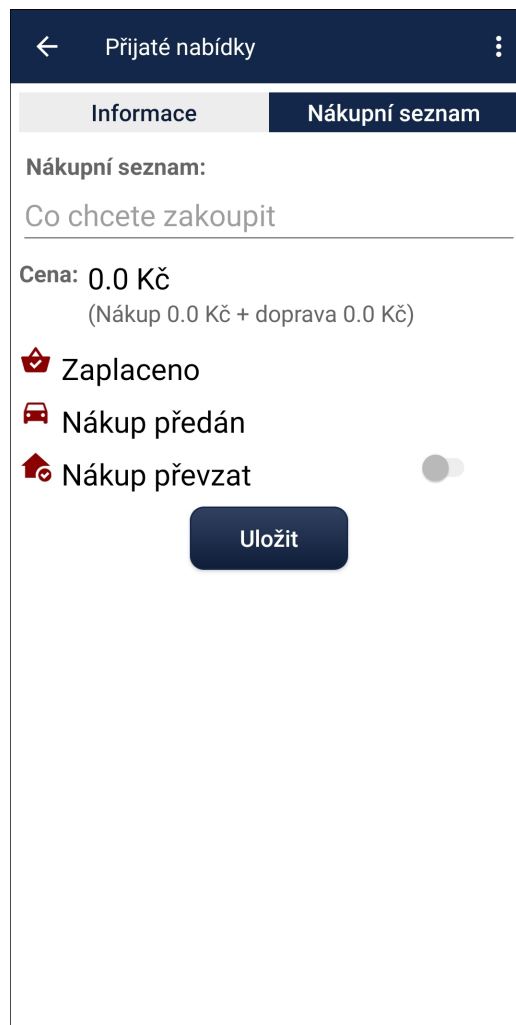 Přijaté nabídky
Informace
Nákupní seznam
Nákupní seznam:
Co chcete zakoupit
Cena: 0.0 Kč
(Nákup 0.0 Kč + doprava 0.0 Kč)
Zaplaceno
Nákup předán
Nákup převzat
Uložit